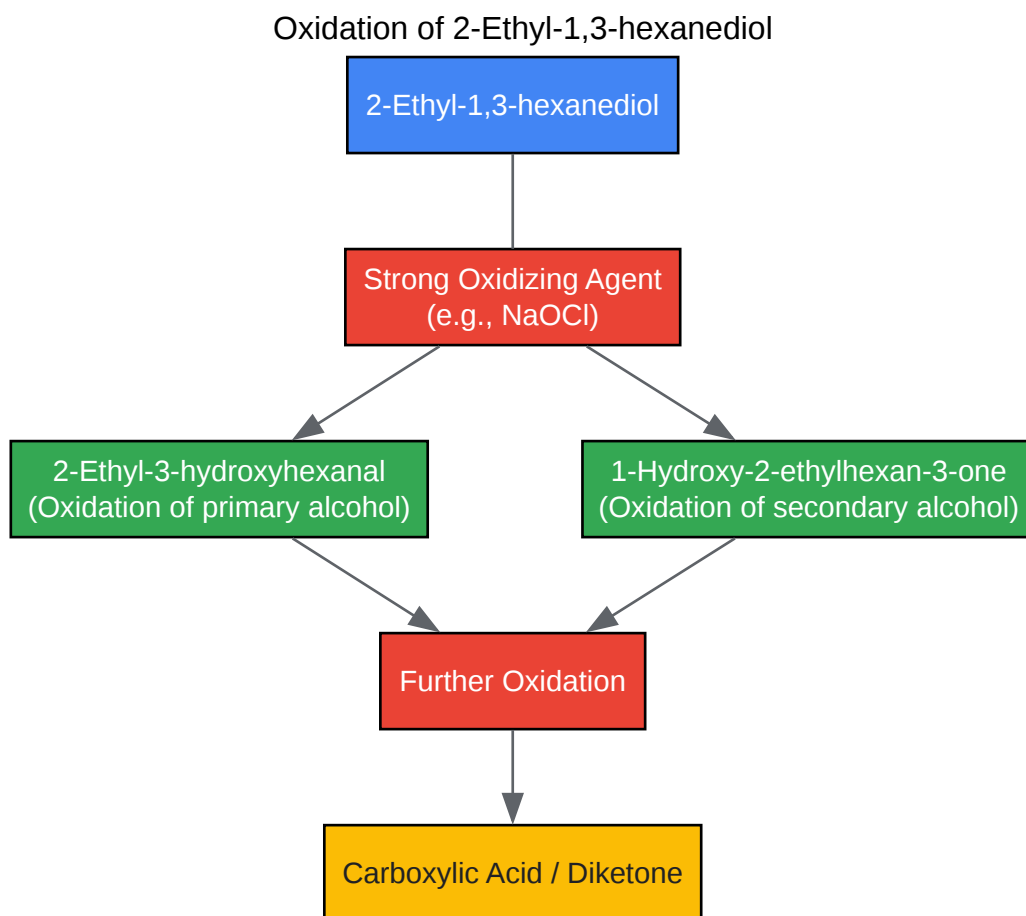 Oxidation of 2-Ethyl-1,3-hexanediol
2-Ethyl-1,3-hexanediol
Strong Oxidizing Agent
(e.g., NaOCl)
2-Ethyl-3-hydroxyhexanal
(Oxidation of primary alcohol)
1-Hydroxy-2-ethylhexan-3-one
(Oxidation of secondary alcohol)
Further Oxidation
Carboxylic Acid / Diketone